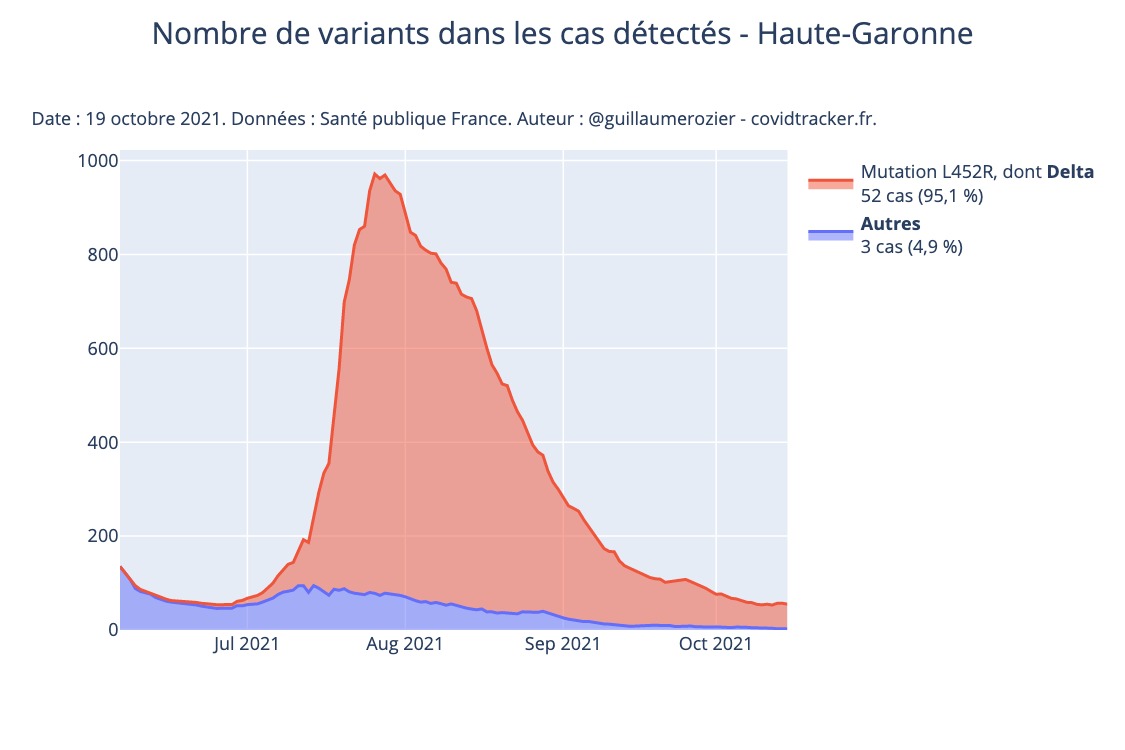 Nombre de variants dans les cas détectés - Haute-Garonne
Date : 19 octobre 2021. Données : Santé publique France. Auteur : @guillaumerozier - covidtracker.fr.
1000
800
600
400
200
0
Jul 2021
Aug 2021
Sep 2021
Oct 2021
Mutation L452R, dont Delta
52 cas (95,1 %)
Autres
3 cas (4,9 %)